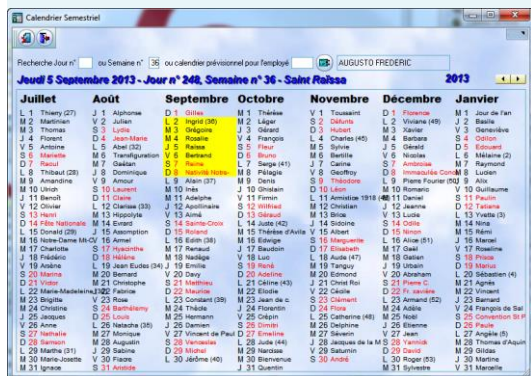 Calendrier Semestriel
Recherche Jour n° ou Semaine n° 36 ou calendrier prévisionnel pour l'employé AUGUSTO FREDERIC
Jeudi 5 Septembre 2013 - Jour n° 248, Semaine n° 36 - Saint Raïssa 2013
Juillet Août Septembre Octobre Novembre Décembre Janvier
L 1 Thierry (27) J 1 Alphonse D 1 Gilles M 1 Thérèse V 1 Toussaint D 1 Florence M 1 Jour de l'an
M 2 Martinien V 2 Julien L 2 Ingrid (36) M 2 Léger S 2 Défunts L 2 Viviane (49) J 2 Basile
M 3 Thomas S 3 Lydie M 3 Grégoire J 3 Gérard D 3 Hubert M 3 Xavier V 3 Geneviève
J 4 Florent D 4 Jean-Marie M 4 Rosalie V 4 François L 4 Charles (45) M 4 Barbara S 4 Odilon
V 5 Antoine L 5 Abel (32) J 5 Raïssa S 5 Fleur M 5 Sylvie J 5 Gérald D 5 Edouard
S 6 Mariette M 6 Transfiguration V 6 Bertrand D 6 Bruno M 6 Bertille V 6 Nicolas L 6 Mélaine (2)
D 7 Raoul M 7 Gaétan S 7 Reine L 7 Serge (41) J 7 Carine S 7 Ambroise M 7 Raymond
L 8 Thibaut (28) J 8 Dominique D 8 Nativité Notre- M 8 Pélagie V 8 Geoffroy D 8 Immaculée Conc M 8 Lucien
M 9 Amandine V 9 Amour L 9 Alain (37) M 9 Denis S 9 Théodore L 9 Pierre Fourier (50) J 9 Alix
M 10 Ulrich S 10 Laurent M 10 Inès J 10 Ghislain D 10 Léon M 10 Romaric V 10 Guillaume
J 11 Benoît D 11 Claire M 11 Adelphe V 11 Firmin L 11 Armistice 1918 (46) M 11 Daniel S 11 Paulin
V 12 Olivier L 12 Clarisse (33) J 12 Apollinaire S 12 Wilfried M 12 Christian J 12 Jeanne D 12 Tatiana
S 13 Henri M 13 Hippolyte V 13 Aimé D 13 Géraud M 13 Brice V 13 Lucie L 13 Yvette (3)
D 14 Fête Nationale M 14 Evrard S 14 Sainte-Croix L 14 Juste (42) J 14 Sidoine S 14 Odile M 14 Nina
L 15 Donald (29) J 15 Assomption D 15 Roland M 15 Thérèse d'Avila V 15 Albert D 15 Ninon M 15 Rémi
M 16 Notre-Dame Mt-C V 16 Armel L 16 Edith (38) M 16 Edwige S 16 Marguerite L 16 Alice (51) J 16 Marcel
M 17 Charlotte S 17 Hyacinthe M 17 Renaud J 17 Baudoin D 17 Elisabeth M 17 Gaël V 17 Roseline
J 18 Frédéric D 18 Hélène M 18 Nadège V 18 Luc L 18 Aude (47) M 18 Gatien S 18 Prisca
V 19 Arsène L 19 Jean Eudes (34) J 19 Emilie S 19 René M 19 Tanguy J 19 Urbain D 19 Marius
S 20 Marina M 20 Bernard V 20 Davy D 20 Adeline M 20 Edmond V 20 Abraham L 20 Sébastien (4)
D 21 Victor M 21 Christophe S 21 Matthieu L 21 Céline (43) J 21 Christ Roi S 21 Pierre C. M 21 Agnès
L 22 Marie-Madeleine J 22 Fabrice D 22 Maurice M 22 Elodie V 22 Cécile D 22 Fr. xavière M 22 Vincent
M 23 Brigitte V 23 Rose L 23 Constant (39) M 23 Jean de c. S 23 Clément L 23 Armand (52) J 23 Barnard
M 24 Christine S 24 Barthélemy M 24 Thècle J 24 Florentin D 24 Flora M 24 Adèle V 24 François de Sal
J 25 Jacques D 25 Louis M 25 Hermann V 25 Crépin L 25 Catherine (48) M 25 Noël S 25 Convention St P
V 26 Anne L 26 Natacha (35) J 26 Damien S 26 Dimitri M 26 Delphine J 26 Etienne D 26 Paule
S 27 Nathalie M 27 Monique V 27 Vincent de Paul D 27 Emeline M 27 Séverin V 27 Jean L 27 Angèle (5)
D 28 Samson M 28 Augustin S 28 Venceslas L 28 Jude (44) J 28 Jacques de la M S 28 Yannick M 28 Thomas d'Aquin
L 29 Marthe (31) J 29 Sabine D 29 Michel M 29 Narcisse V 29 Saturnin D 29 David M 29 Gildas
M 30 Marie-Josette V 30 Fiacre L 30 Jérôme (40) M 30 Bienvenue S 30 André L 30 Roger (53) J 30 Martine
M 31 Ignace S 31 Aristide J 31 Quentin M 31 Sylvestre V 31 Marcelle